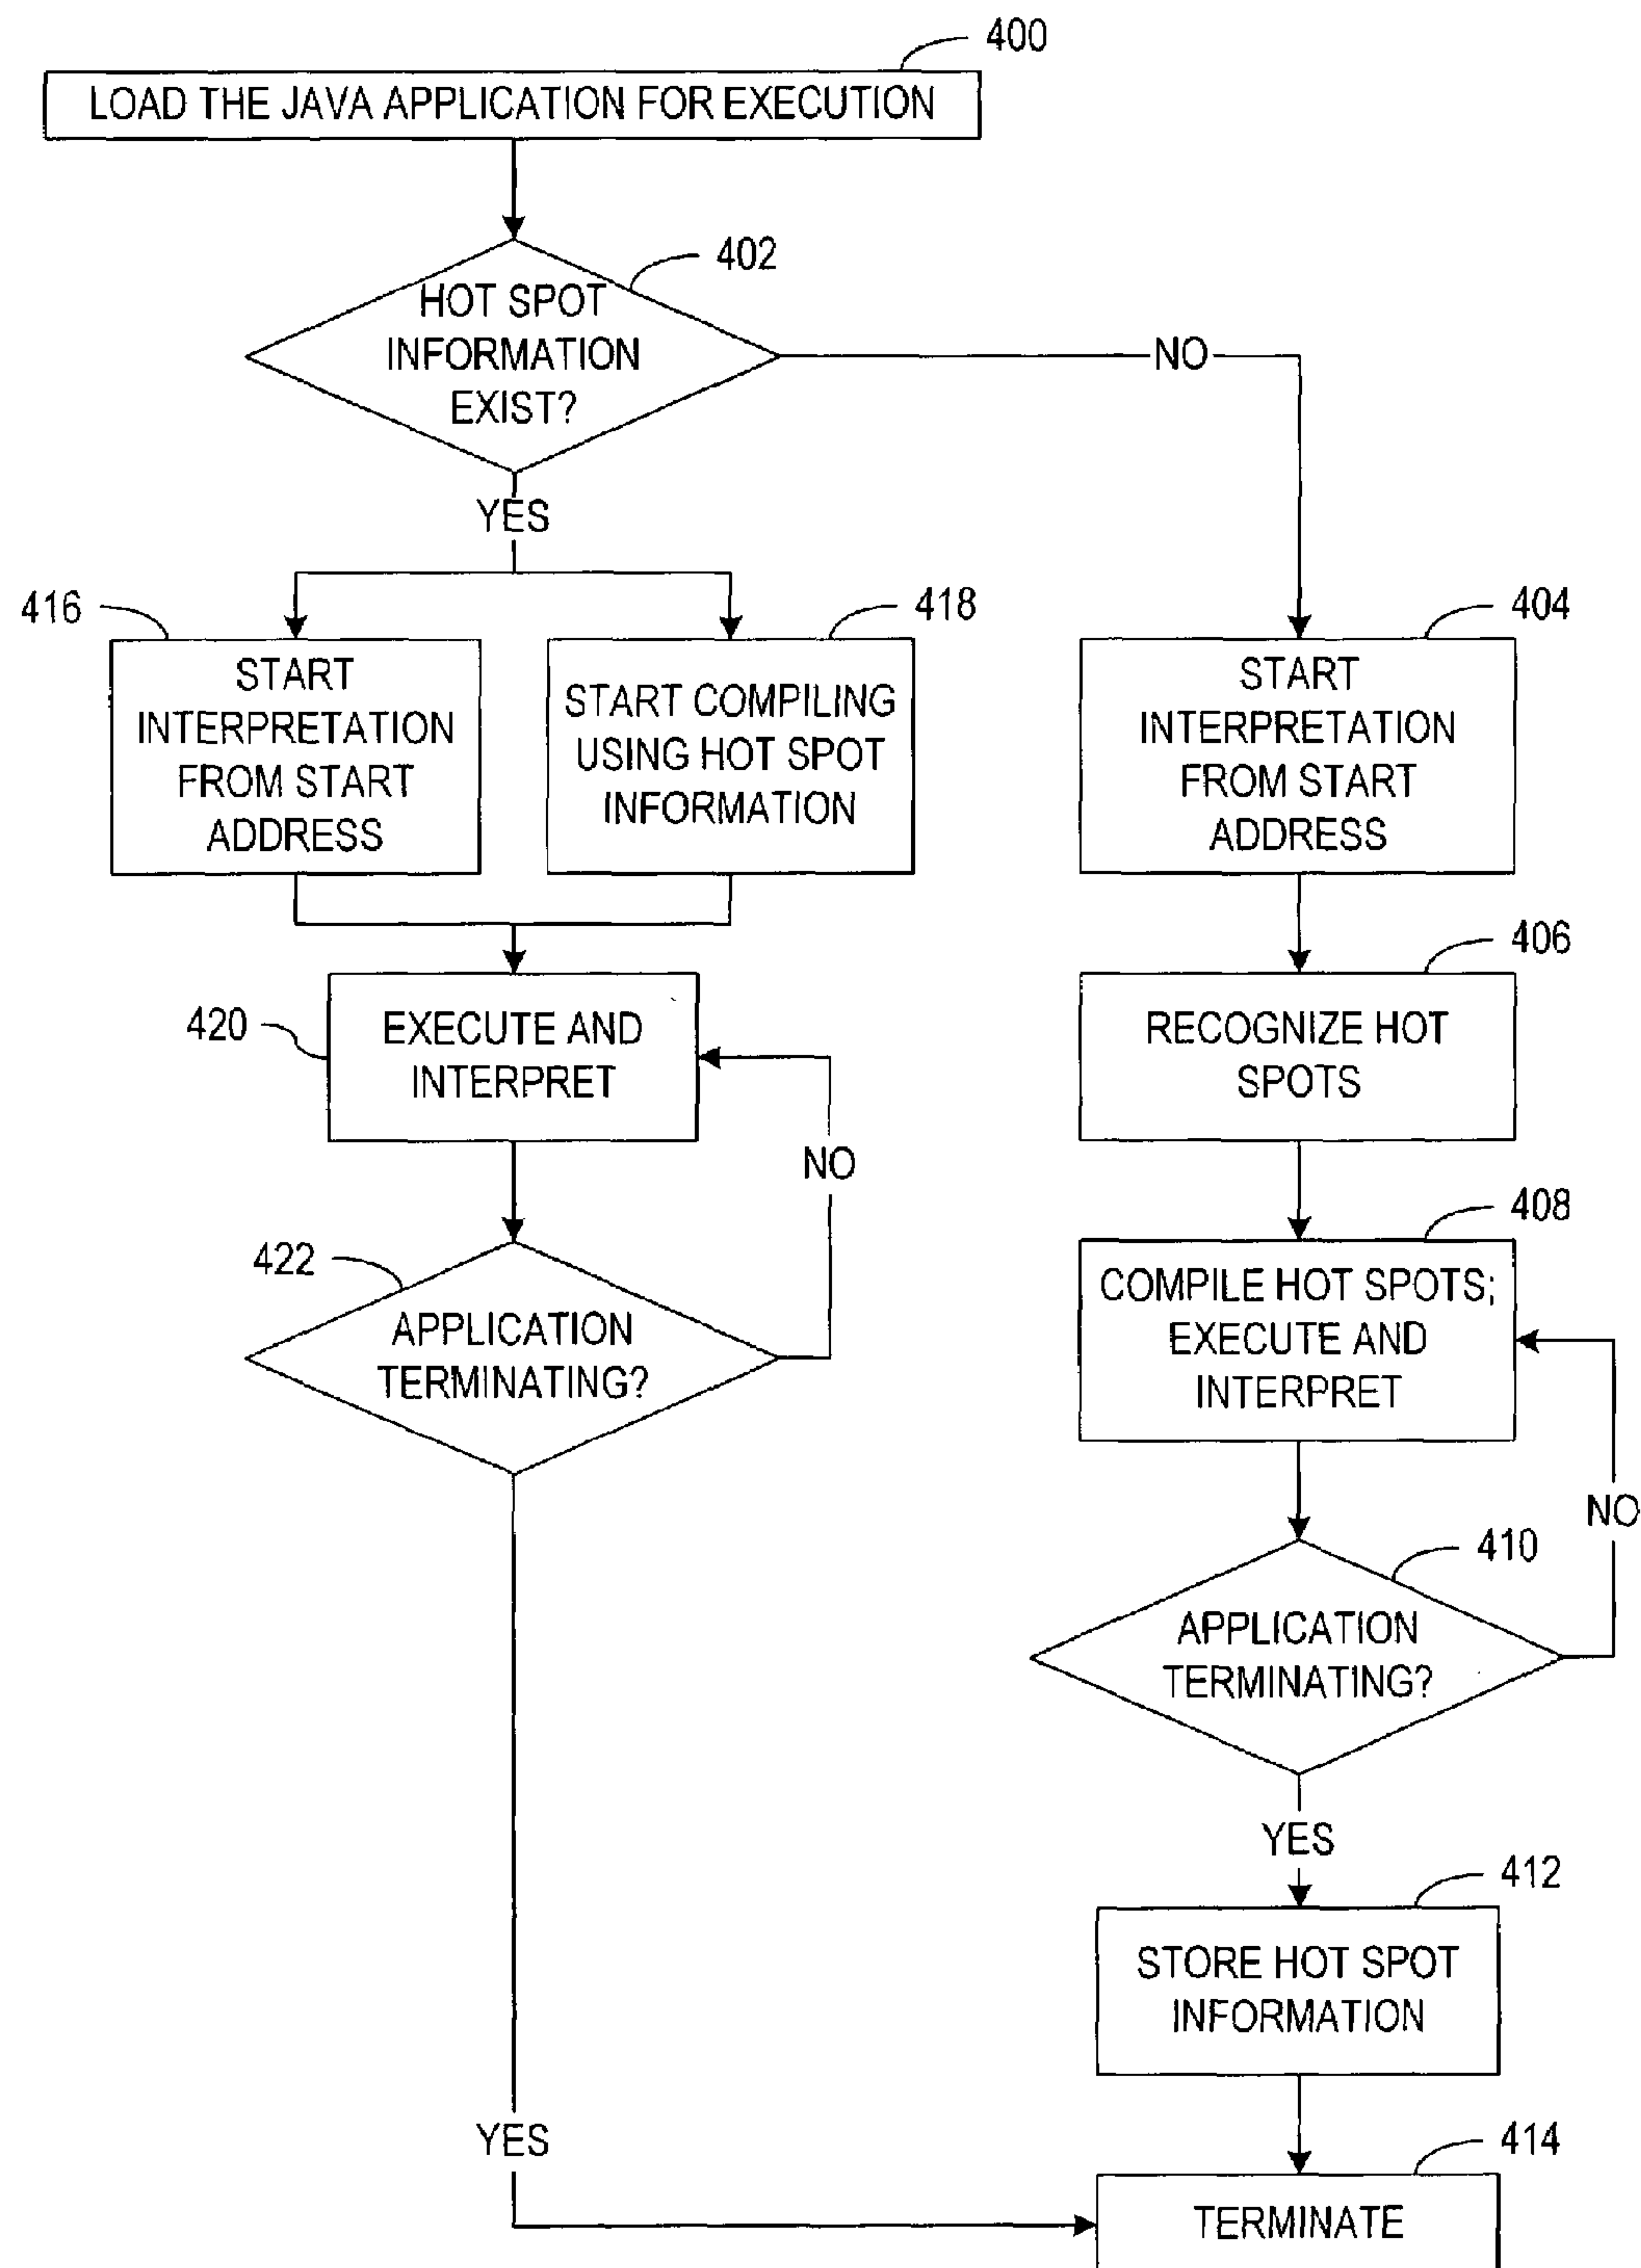 400
LOAD THE JAVA APPLICATION FOR EXECUTION
402
HOT SPOT
INFORMATION
EXIST?
NO
YES
416
START
INTERPRETATION
FROM START
ADDRESS
418
START COMPILING
USING HOT SPOT
INFORMATION
404
START
INTERPRETATION
FROM START
ADDRESS
406
RECOGNIZE HOT
SPOTS
420
EXECUTE AND
INTERPRET
NO
408
COMPILE HOT SPOTS;
EXECUTE AND
INTERPRET
422
APPLICATION
TERMINATING?
NO
410
APPLICATION
TERMINATING?
YES
412
STORE HOT SPOT
INFORMATION
YES
414
TERMINATE